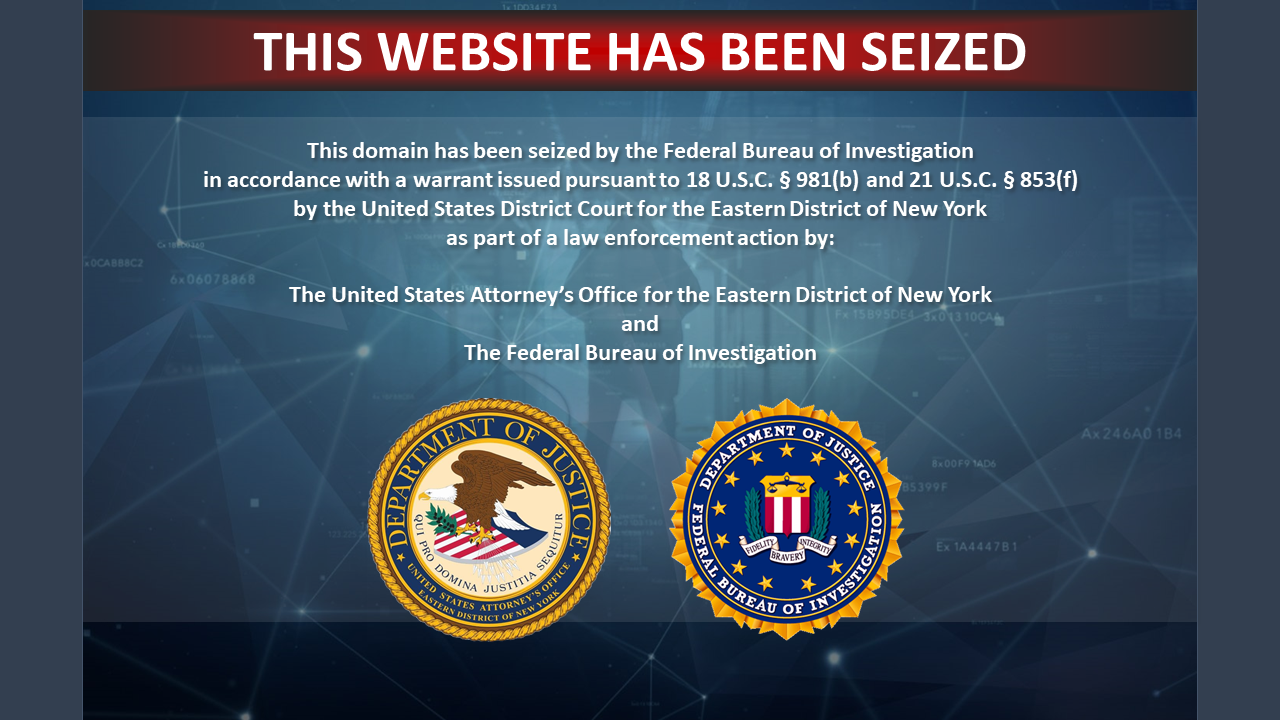 THIS WEBSITE HAS BEEN SEIZED
This domain has been seized by the Federal Bureau of Investigation
in accordance with a warrant issued pursuant to 18 U.S.C. § 981(b) and 21 U.S.C. § 853(f)
by the United States District Court for the Eastern District of New York
as part of a law enforcement action by:
The United States Attorney's Office for the Eastern District of New York
and
The Federal Bureau of Investigation
DEPARTMENT OF JUSTICE
QUI PRO DOMINA JUSTITIA SEQUITUR
UNITED STATES ATTORNEY'S OFFICE
EASTERN DISTRICT OF NEW YORK
DEPARTMENT OF JUSTICE
FEDERAL BUREAU OF INVESTIGATION
FIDELITY
BRAVERY
INTEGRITY
x0CABB8C2
6x06078868
Fx15B95DE4
3x01310CAA
Ax246A01B4
8x00F91AD6
B5399F
Ex1A4447B1